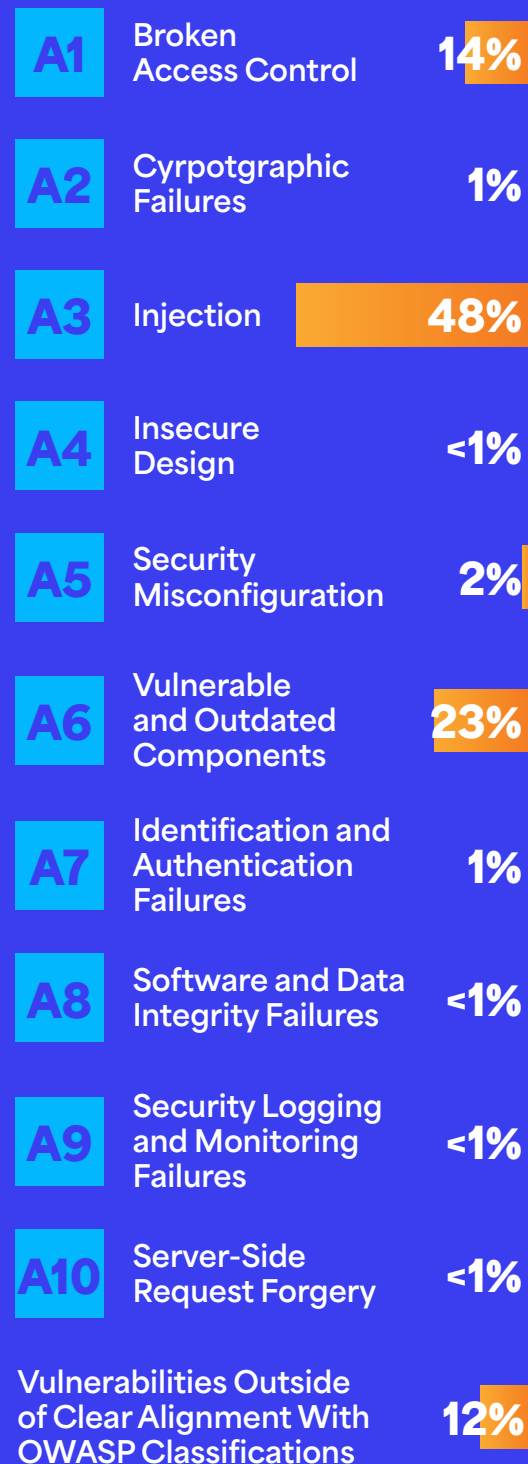 A1
Broken
Access Control
14%
A2
Cyrpotgraphic
Failures
1%
A3
Injection
48%
A4
Insecure
Design
<1%
A5
Security
Misconfiguration
2%
A6
Vulnerable
and Outdated
Components
23%
A7
Identification and
Authentication
Failures
1%
A8
Software and Data
Integrity Failures
<1%
A9
Security Logging
and Monitoring
Failures
<1%
A10
Server-Side
Request Forgery
<1%
Vulnerabilities Outside
of Clear Alignment With
OWASP Classifications
12%